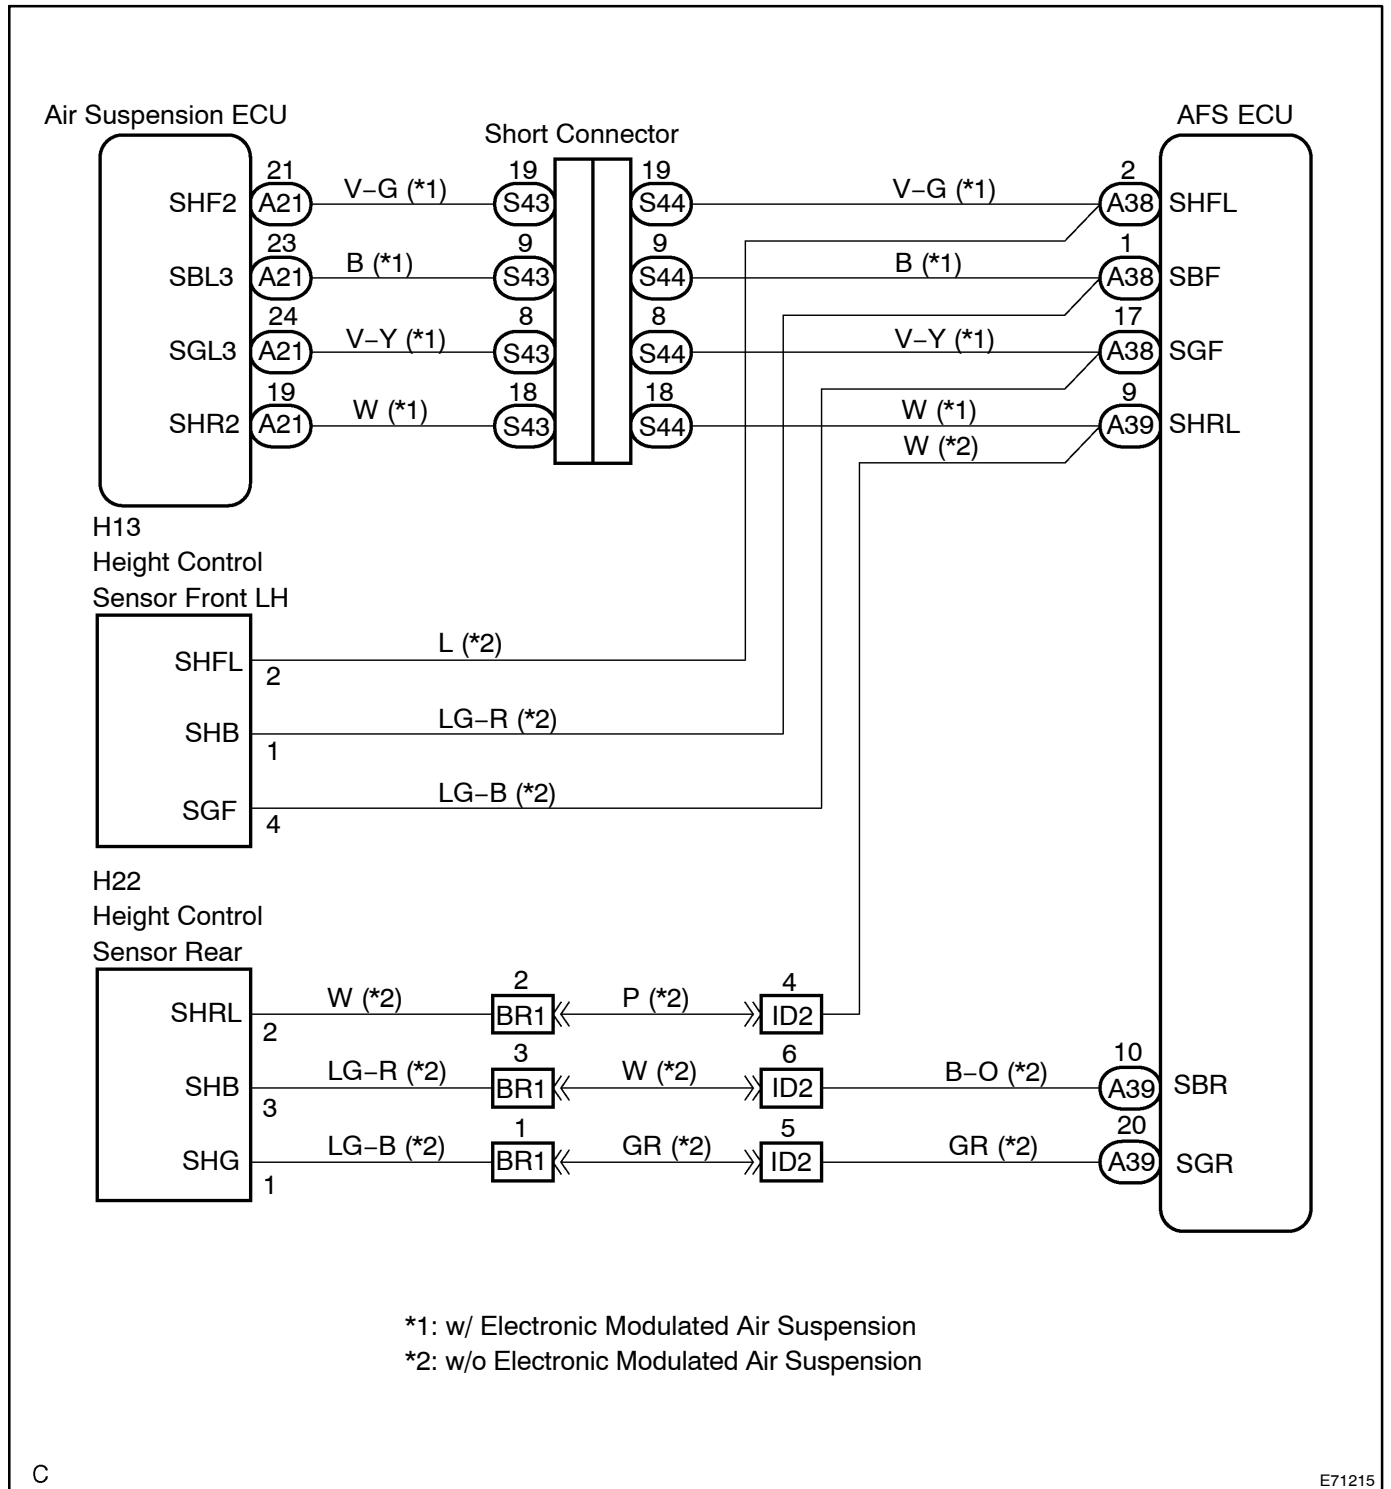 Air Suspension ECU
Short Connector
AFS ECU
21 19 19 2
SHF2 A21 V–G (*1) S43 S44 V–G (*1) A38 SHFL
23 9 9 1
SBL3 A21 B (*1) S43 S44 B (*1) A38 SBF
24 8 8 17
SGL3 A21 V–Y (*1) S43 S44 V–Y (*1) A38 SGF
19 18 18 9
SHR2 A21 W (*1) S43 S44 W (*1) A39 SHRL
W (*2)
H13
Height Control
Sensor Front LH
SHFL 2 L (*2)
SHB 1 LG–R (*2)
SGF 4 LG–B (*2)
H22
Height Control
Sensor Rear
2 4
SHRL 2 W (*2) BR1 P (*2) ID2
3 6 10
SHB 3 LG–R (*2) BR1 W (*2) ID2 B–O (*2) A39 SBR
1 5 20
SHG 1 LG–B (*2) BR1 GR (*2) ID2 GR (*2) A39 SGR
*1: w/ Electronic Modulated Air Suspension
*2: w/o Electronic Modulated Air Suspension
C
E71215